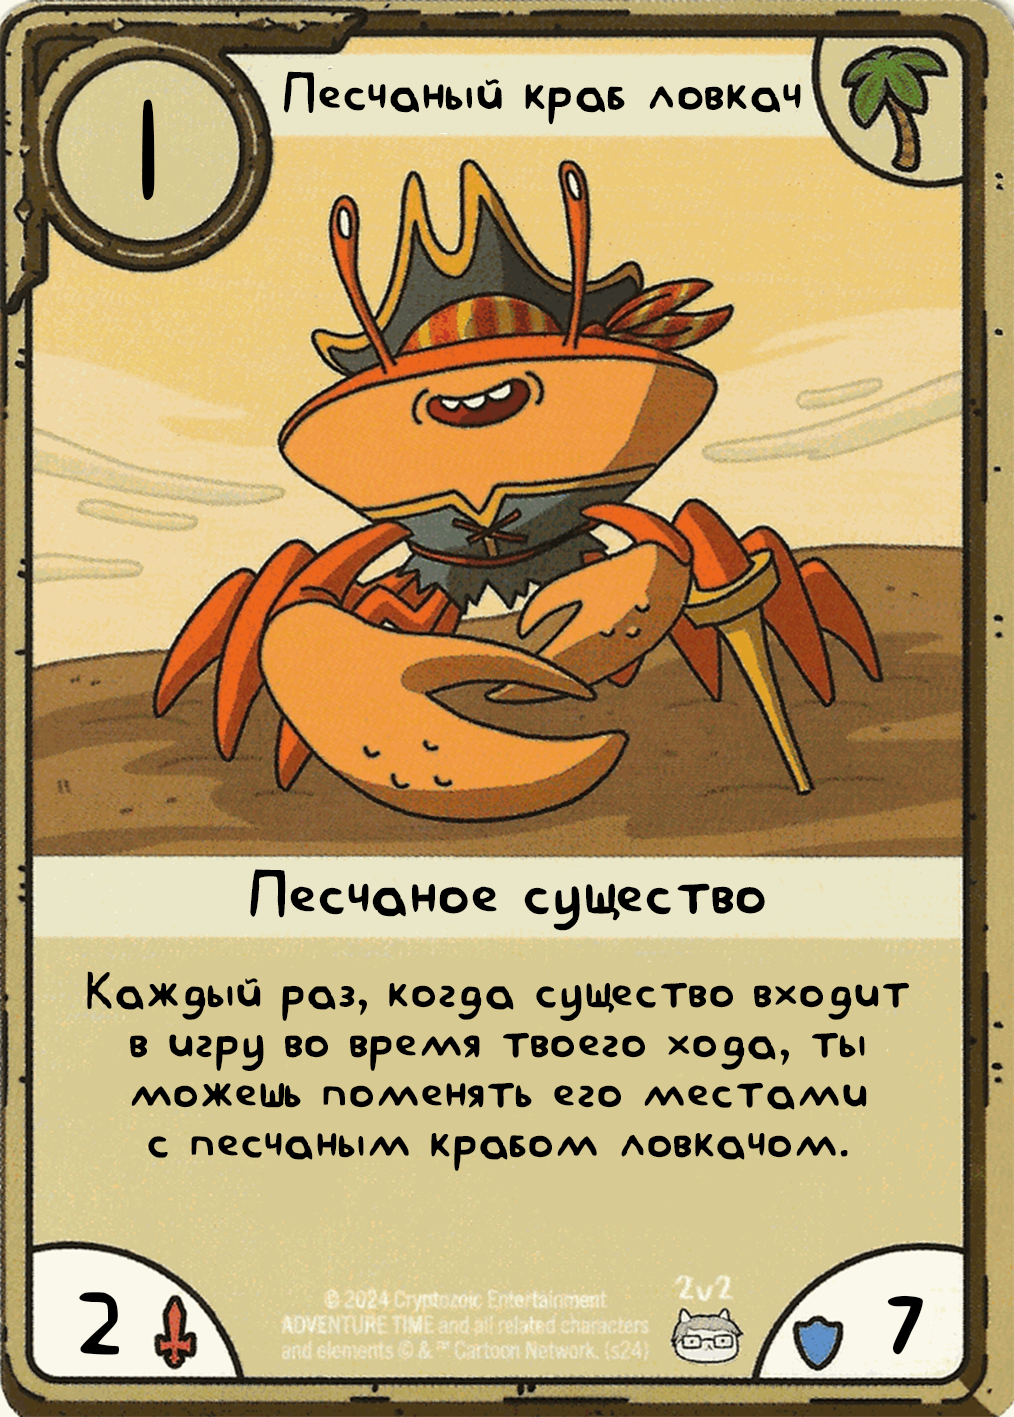 1
Песчаный краб ловкач
Песчаное существо
Каждый раз, когда существо входит
в игру во время твоего хода, ты
можешь поменять его местами
с песчаным крабом ловкачом.
2v2
© 2024 Cryptozoic Entertainment
ADVENTURE TIME and all related characters
and elements © & ™ Cartoon Network. (s24)
2
7